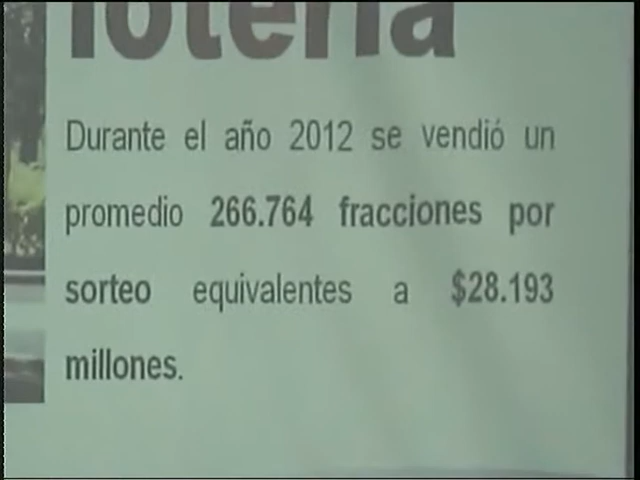 lotería
Durante el año 2012 se vendió un
promedio 266.764 fracciones por
sorteo equivalentes a $28.193
millones.